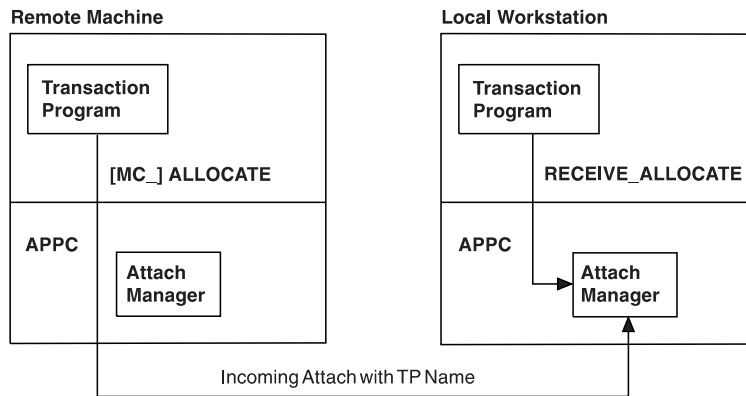 Remote Machine
Local Workstation
Transaction
Program
Transaction
Program
[MC_] ALLOCATE
RECEIVE_ALLOCATE
APPC
APPC
Attach
Manager
Attach
Manager
Incoming Attach with TP Name